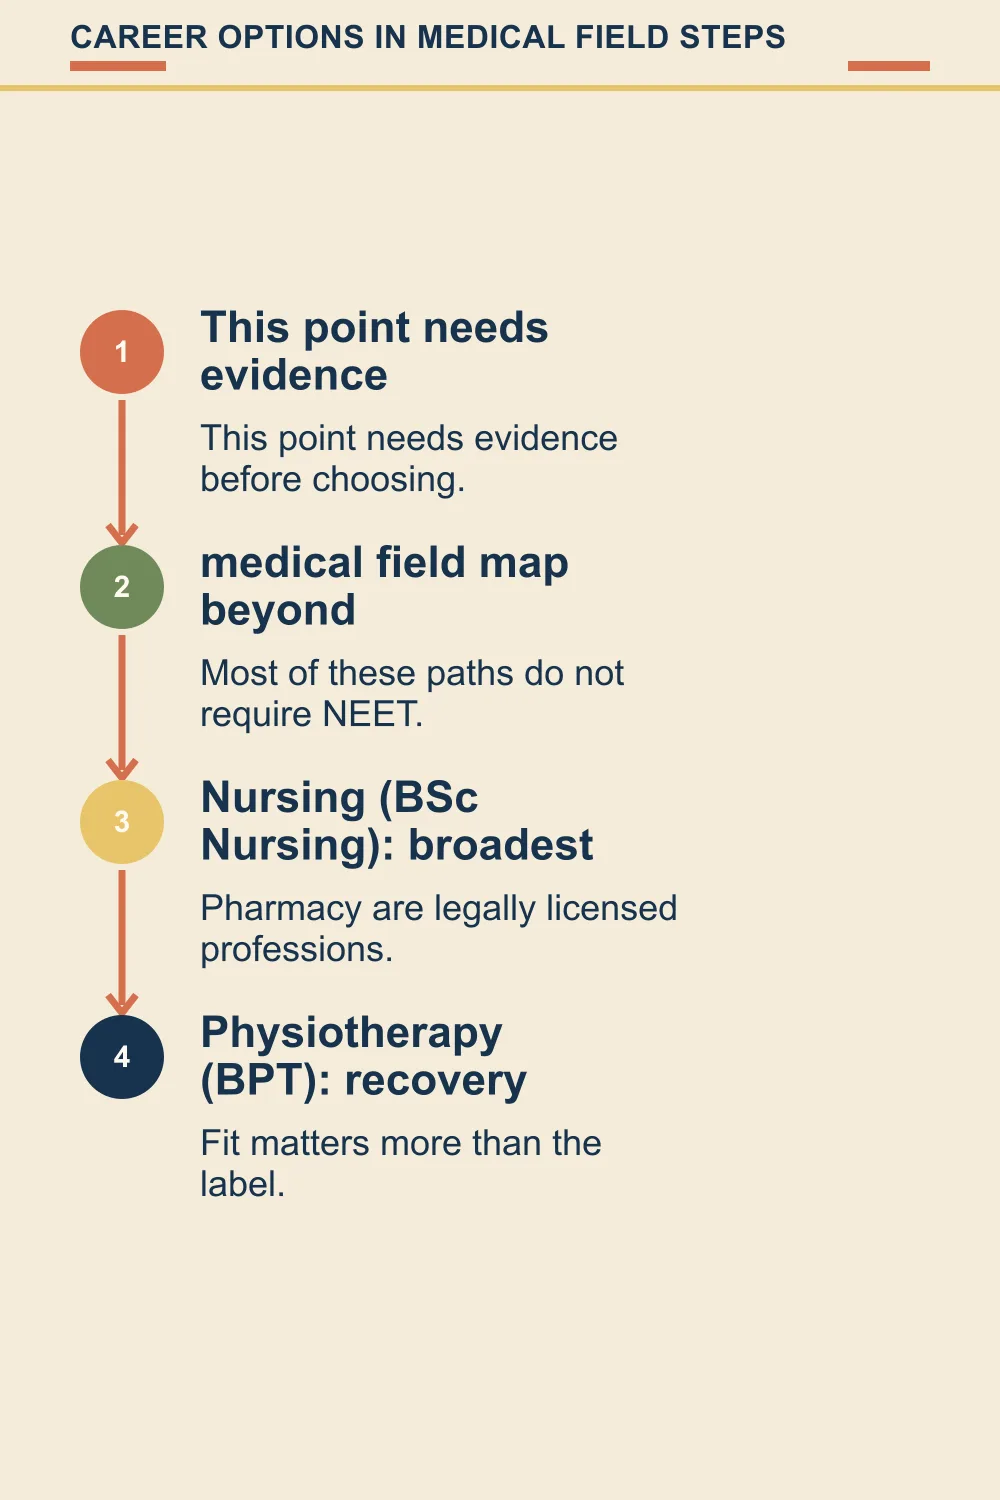 CAREER OPTIONS IN MEDICAL FIELD STEPS
1
This point needs
evidence
This point needs evidence
before choosing.
2
medical field map
beyond
Most of these paths do not
require NEET.
3
Nursing (BSc
Nursing): broadest
Pharmacy are legally licensed
professions.
4
Physiotherapy
(BPT): recovery
Fit matters more than the
label.